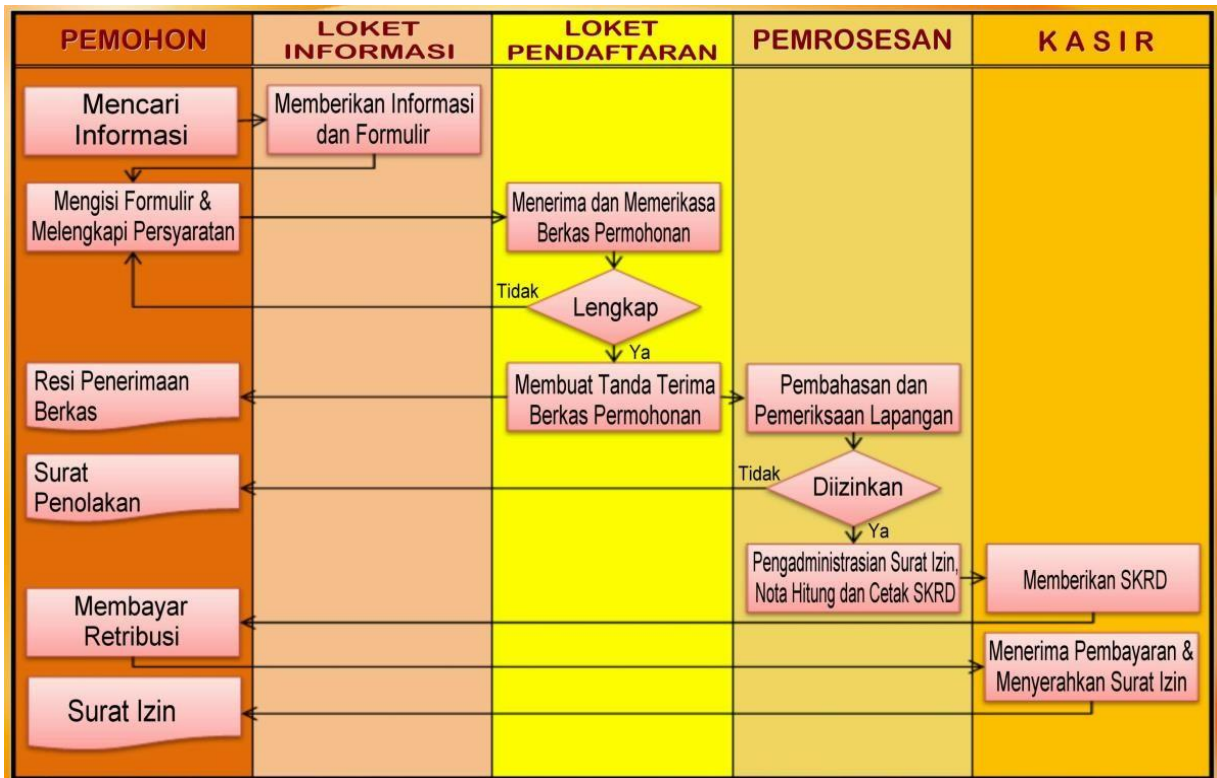 PEMOHON
LOKET
INFORMASI
LOKET
PENDAFTARAN
PEMROSESAN
KASIR
Mencari
Informasi
Memberikan Informasi
dan Formulir
Mengisi Formulir &
Melengkapi Persyaratan
Menerima dan Memerikasa
Berkas Permohonan
Tidak
Lengkap
Ya
Resi Penerimaan
Berkas
Membuat Tanda Terima
Berkas Permohonan
Pembahasan dan
Pemeriksaan Lapangan
Surat
Penolakan
Tidak
Diizinkan
Ya
Pengadministrasian Surat Izin,
Nota Hitung dan Cetak SKRD
Memberikan SKRD
Membayar
Retribusi
Menerima Pembayaran &
Menyerahkan Surat Izin
Surat Izin